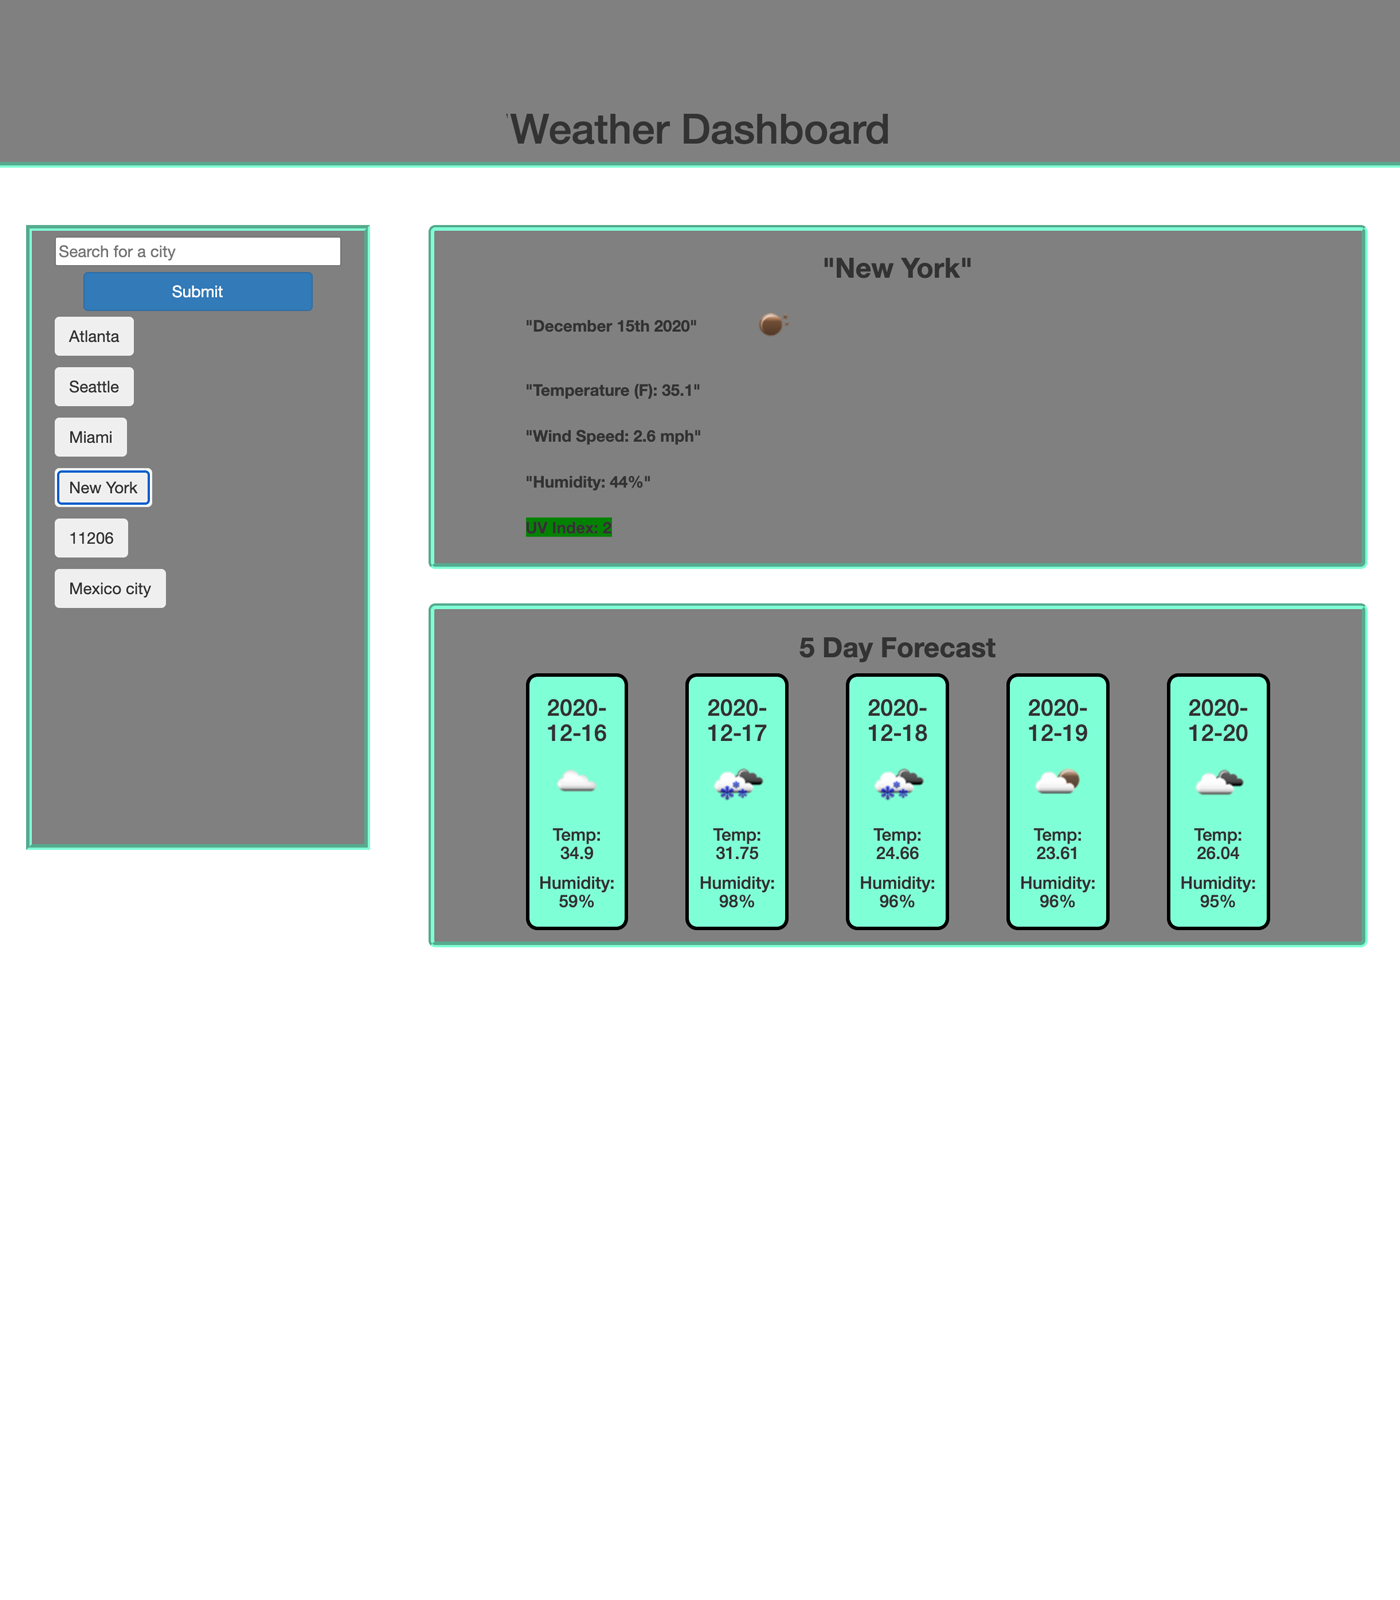 'Weather Dashboard
Search for a city
Submit
Atlanta
Seattle
Miami
New York
11206
Mexico city
"New York"
"December 15th 2020"
"Temperature (F): 35.1"
"Wind Speed: 2.6 mph"
"Humidity: 44%"
UV Index: 2
5 Day Forecast
2020-
12-16
Temp:
34.9
Humidity:
59%
2020-
12-17
Temp:
31.75
Humidity:
98%
2020-
12-18
Temp:
24.66
Humidity:
96%
2020-
12-19
Temp:
23.61
Humidity:
96%
2020-
12-20
Temp:
26.04
Humidity:
95%